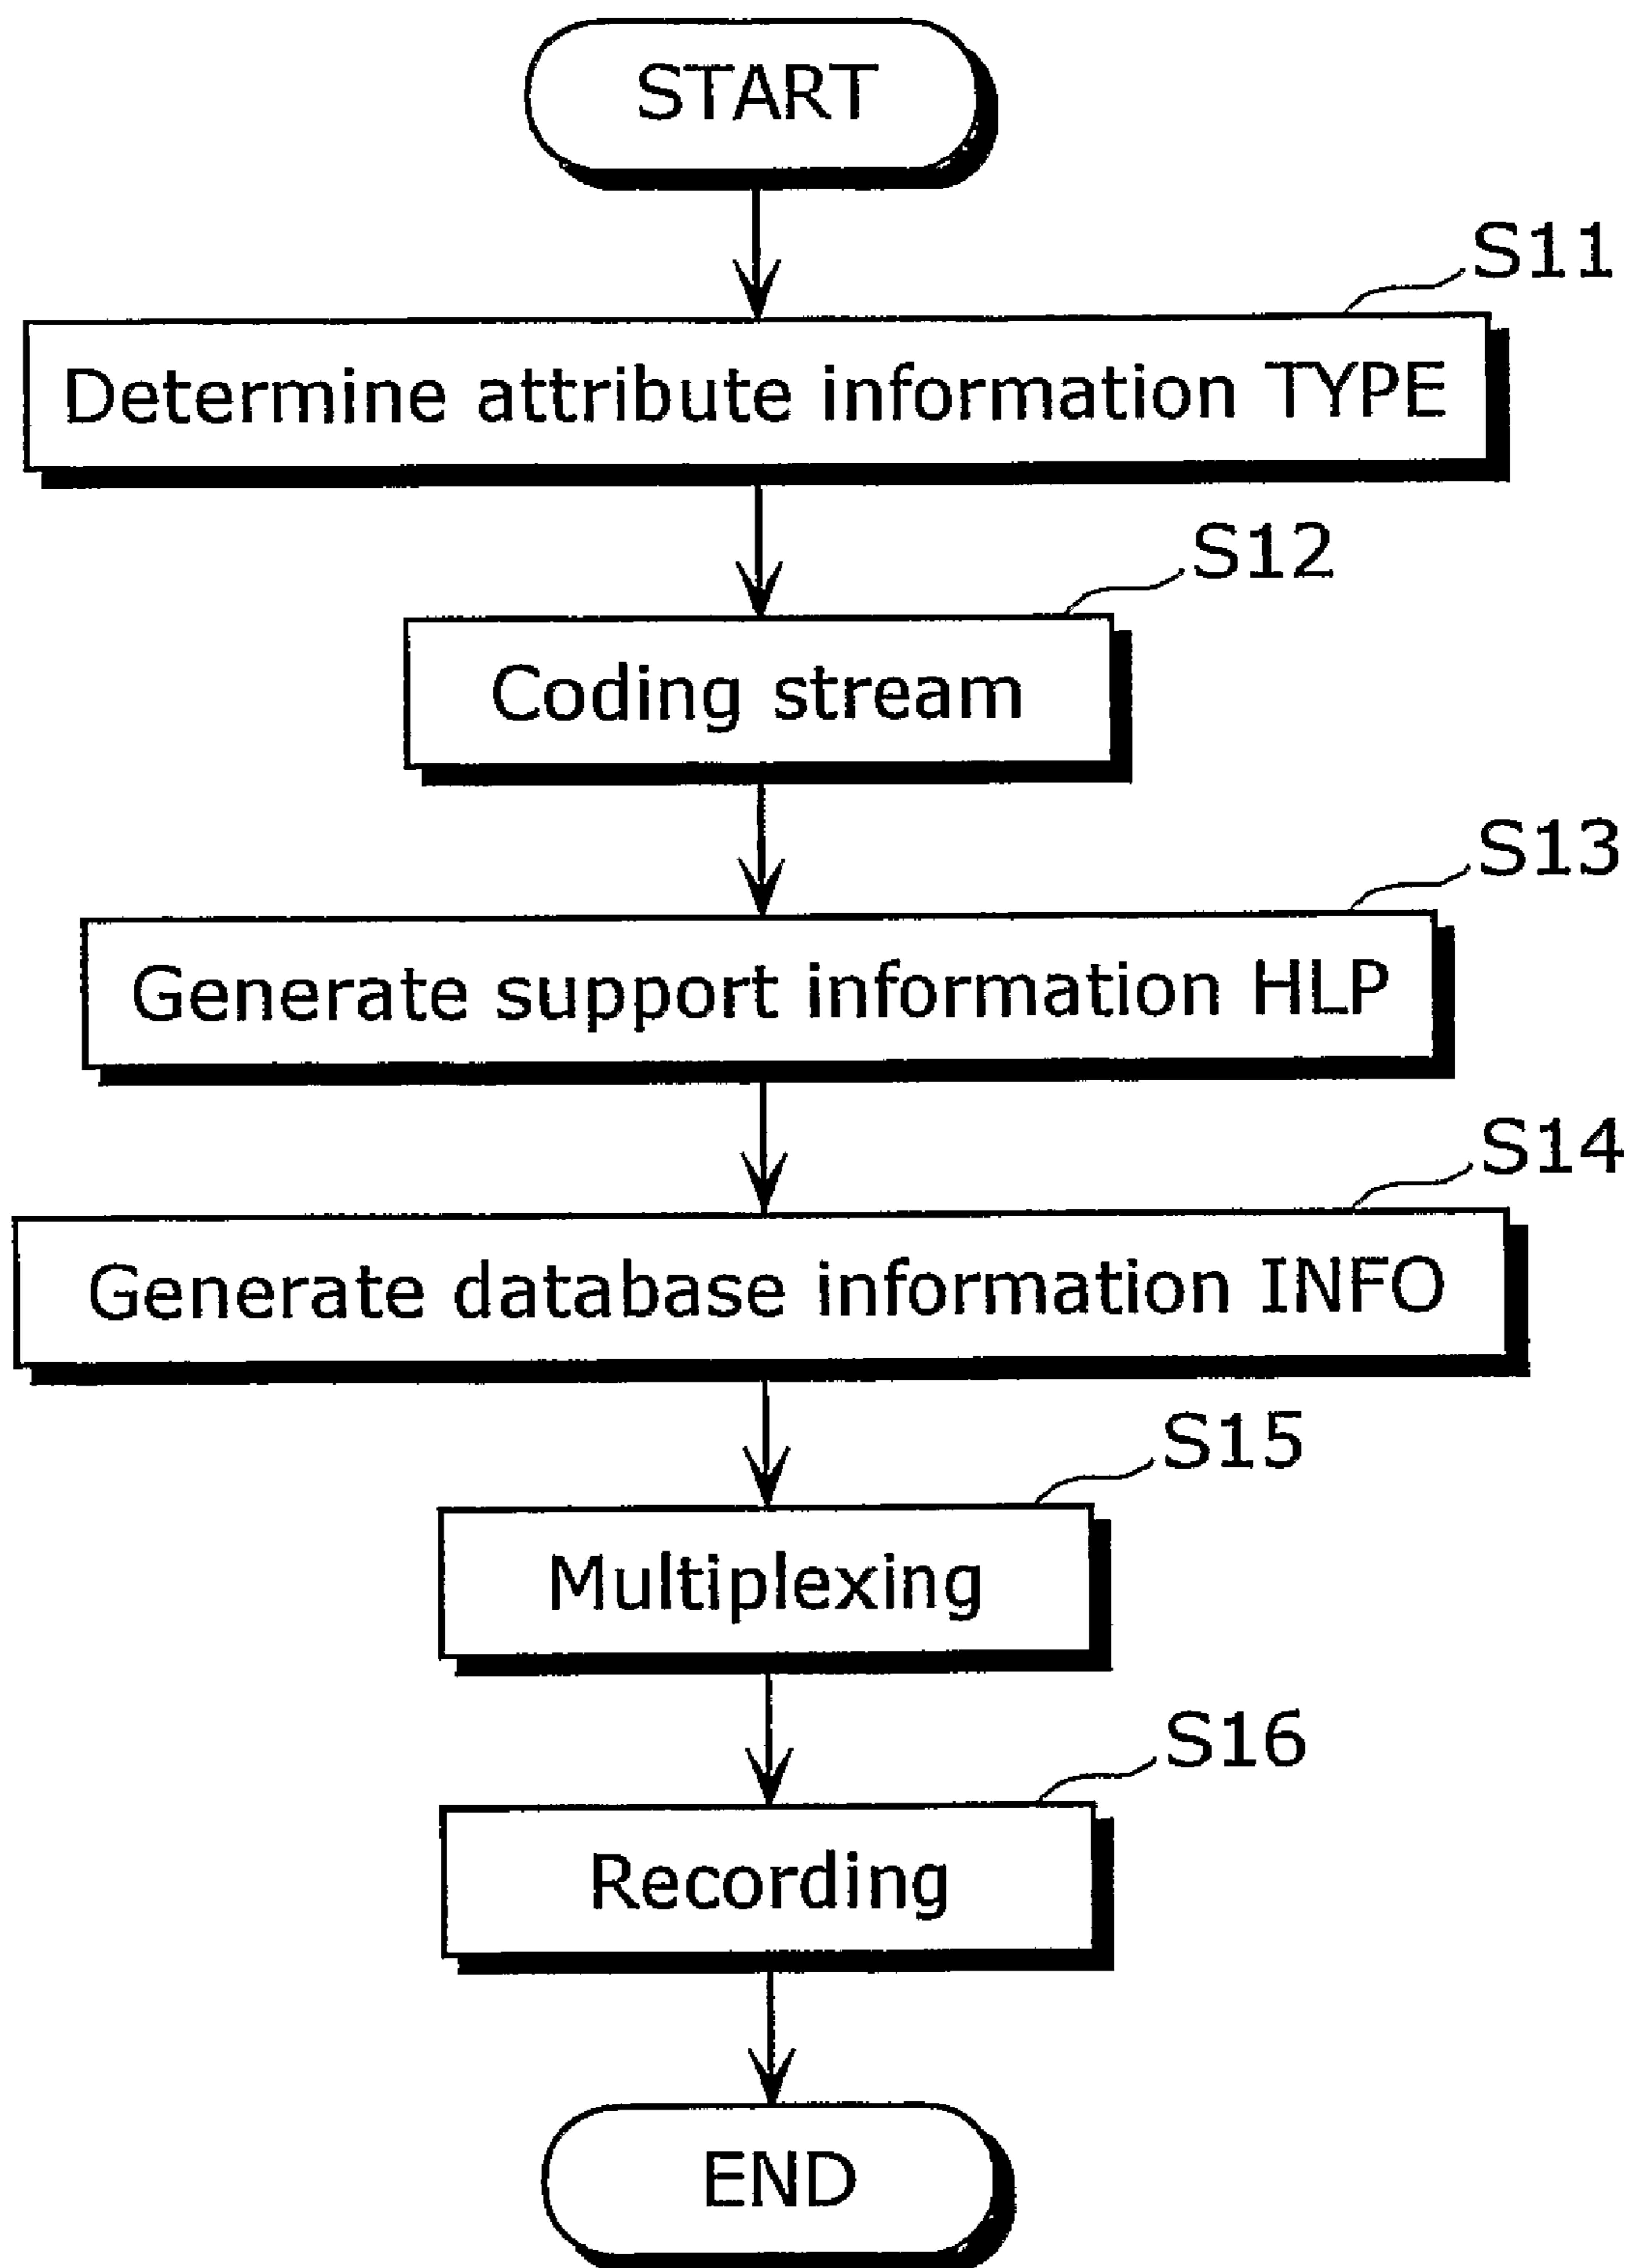 START
S11
Determine attribute information TYPE
S12
Coding stream
S13
Generate support information HLP
S14
Generate database information INFO
S15
Multiplexing
S16
Recording
END